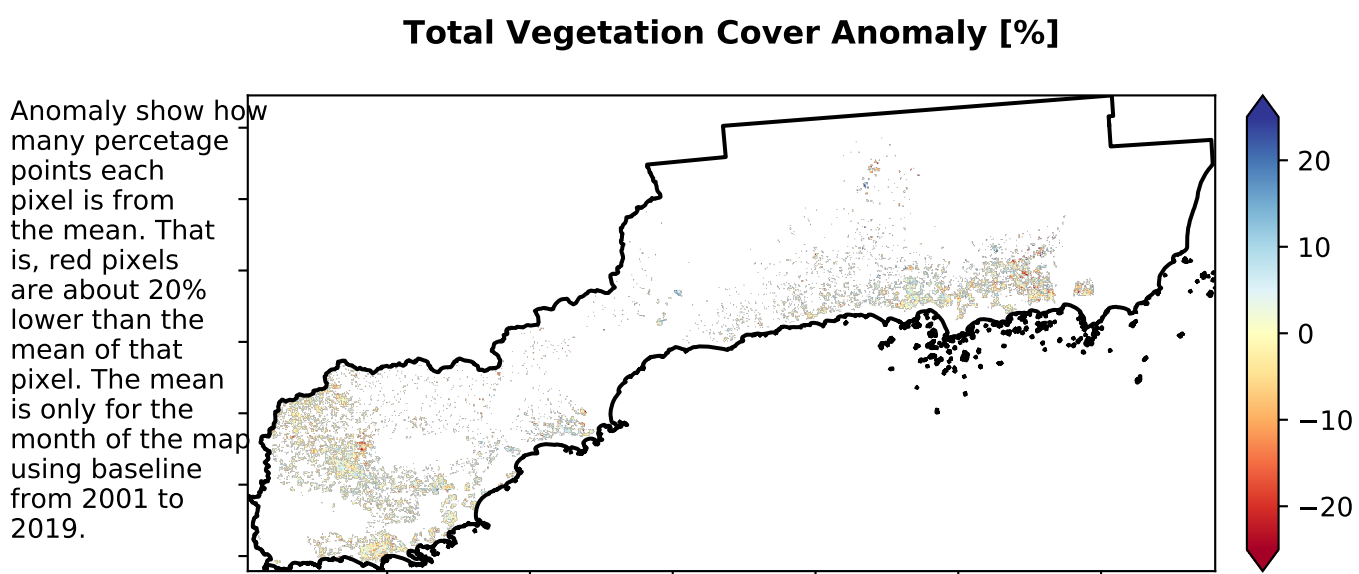 Total Vegetation Cover Anomaly [%]
Anomaly show how
many percetage
points each
pixel is from
the mean. That
is, red pixels
are about 20%
lower than the
mean of that
pixel. The mean
is only for the
month of the map
using baseline
from 2001 to
2019.
20
10
0
−10
−20